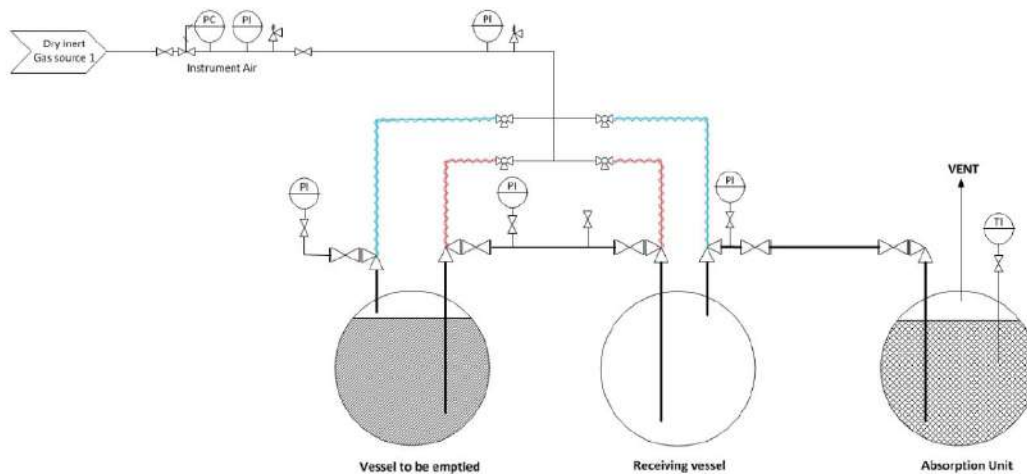 PC
PI
PI
Dry inert
Gas source 1
Instrument Air
PI
PI
PI
VENT
TI
Vessel to be emptied
Receiving vessel
Absorption Unit